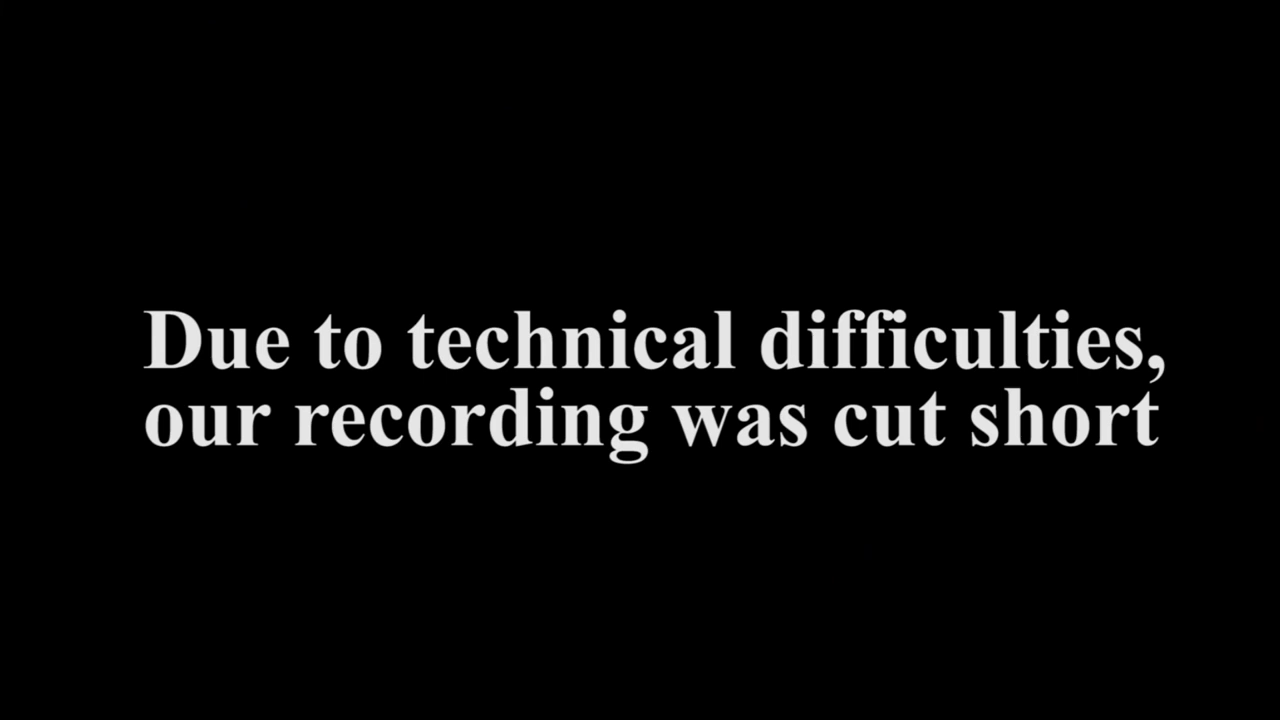 Due to technical difficulties,
our recording was cut short